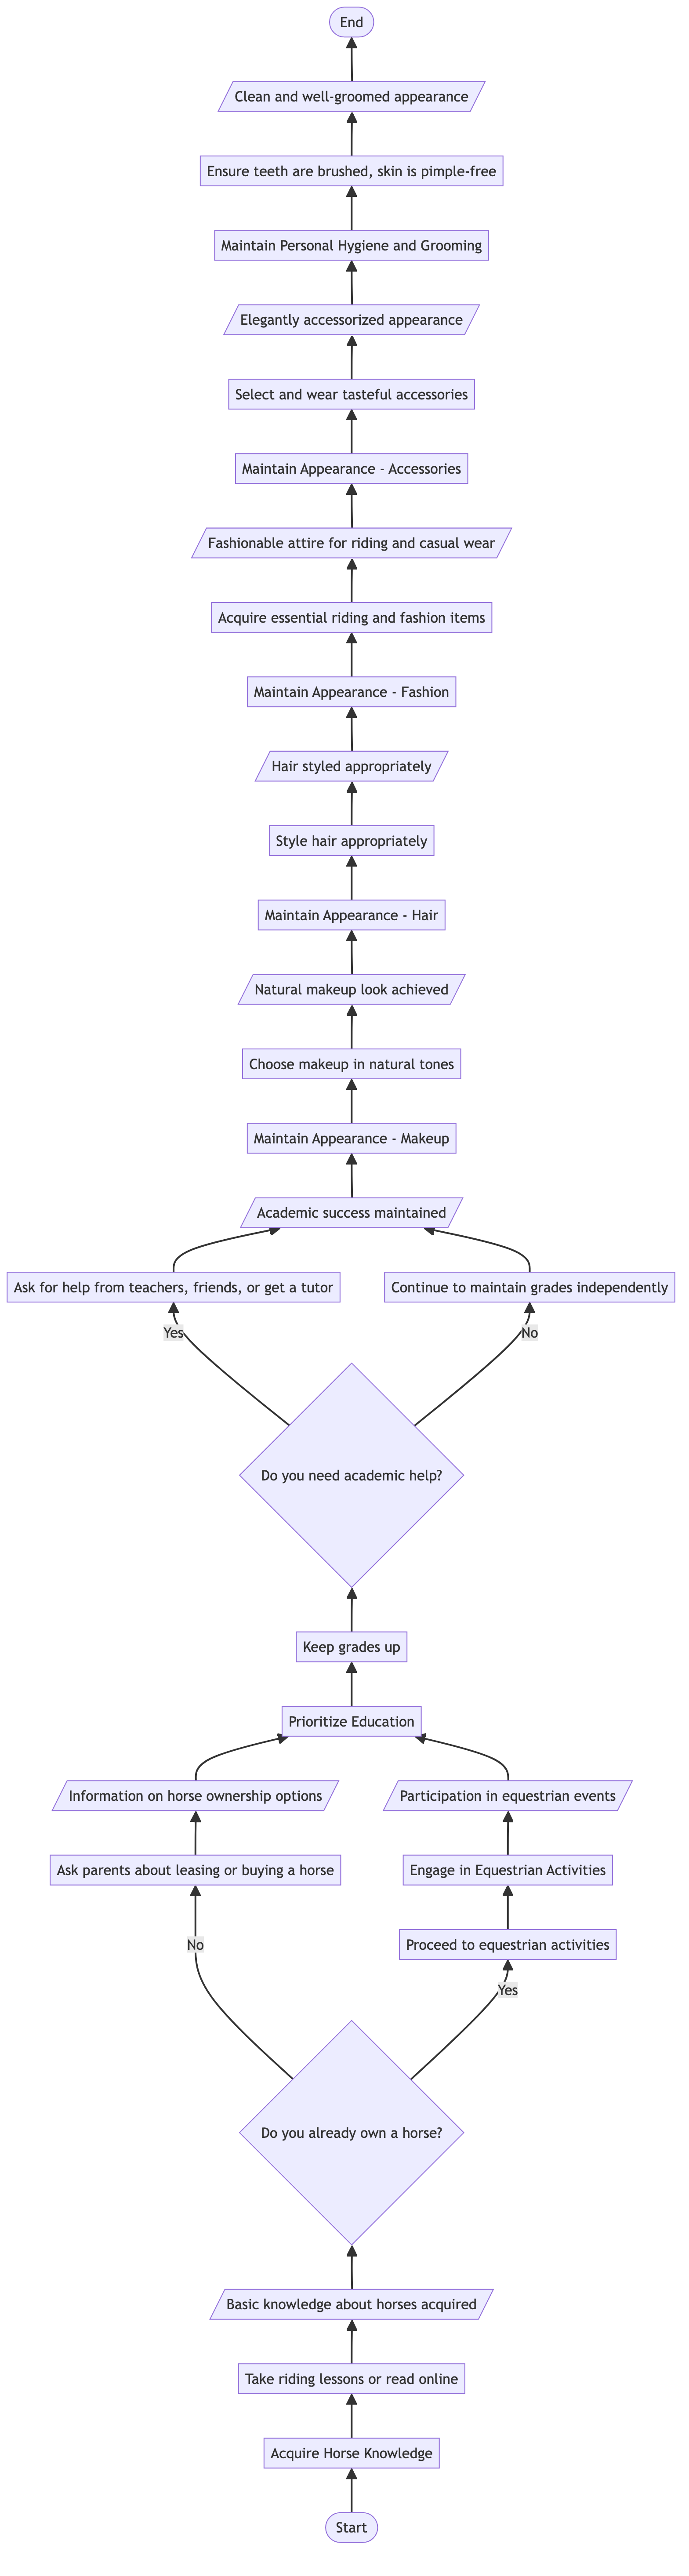 End
Clean and well-groomed appearance
Ensure teeth are brushed, skin is pimple-free
Maintain Personal Hygiene and Grooming
Elegantly accessorized appearance
Select and wear tasteful accessories
Maintain Appearance - Accessories
Fashionable attire for riding and casual wear
Acquire essential riding and fashion items
Maintain Appearance - Fashion
Hair styled appropriately
Style hair appropriately
Maintain Appearance - Hair
Natural makeup look achieved
Choose makeup in natural tones
Maintain Appearance - Makeup
Academic success maintained
Ask for help from teachers, friends, or get a tutor
Continue to maintain grades independently
Yes
No
Do you need academic help?
Keep grades up
Prioritize Education
Information on horse ownership options
Participation in equestrian events
Ask parents about leasing or buying a horse
Engage in Equestrian Activities
No
Proceed to equestrian activities
Yes
Do you already own a horse?
Basic knowledge about horses acquired
Take riding lessons or read online
Acquire Horse Knowledge
Start